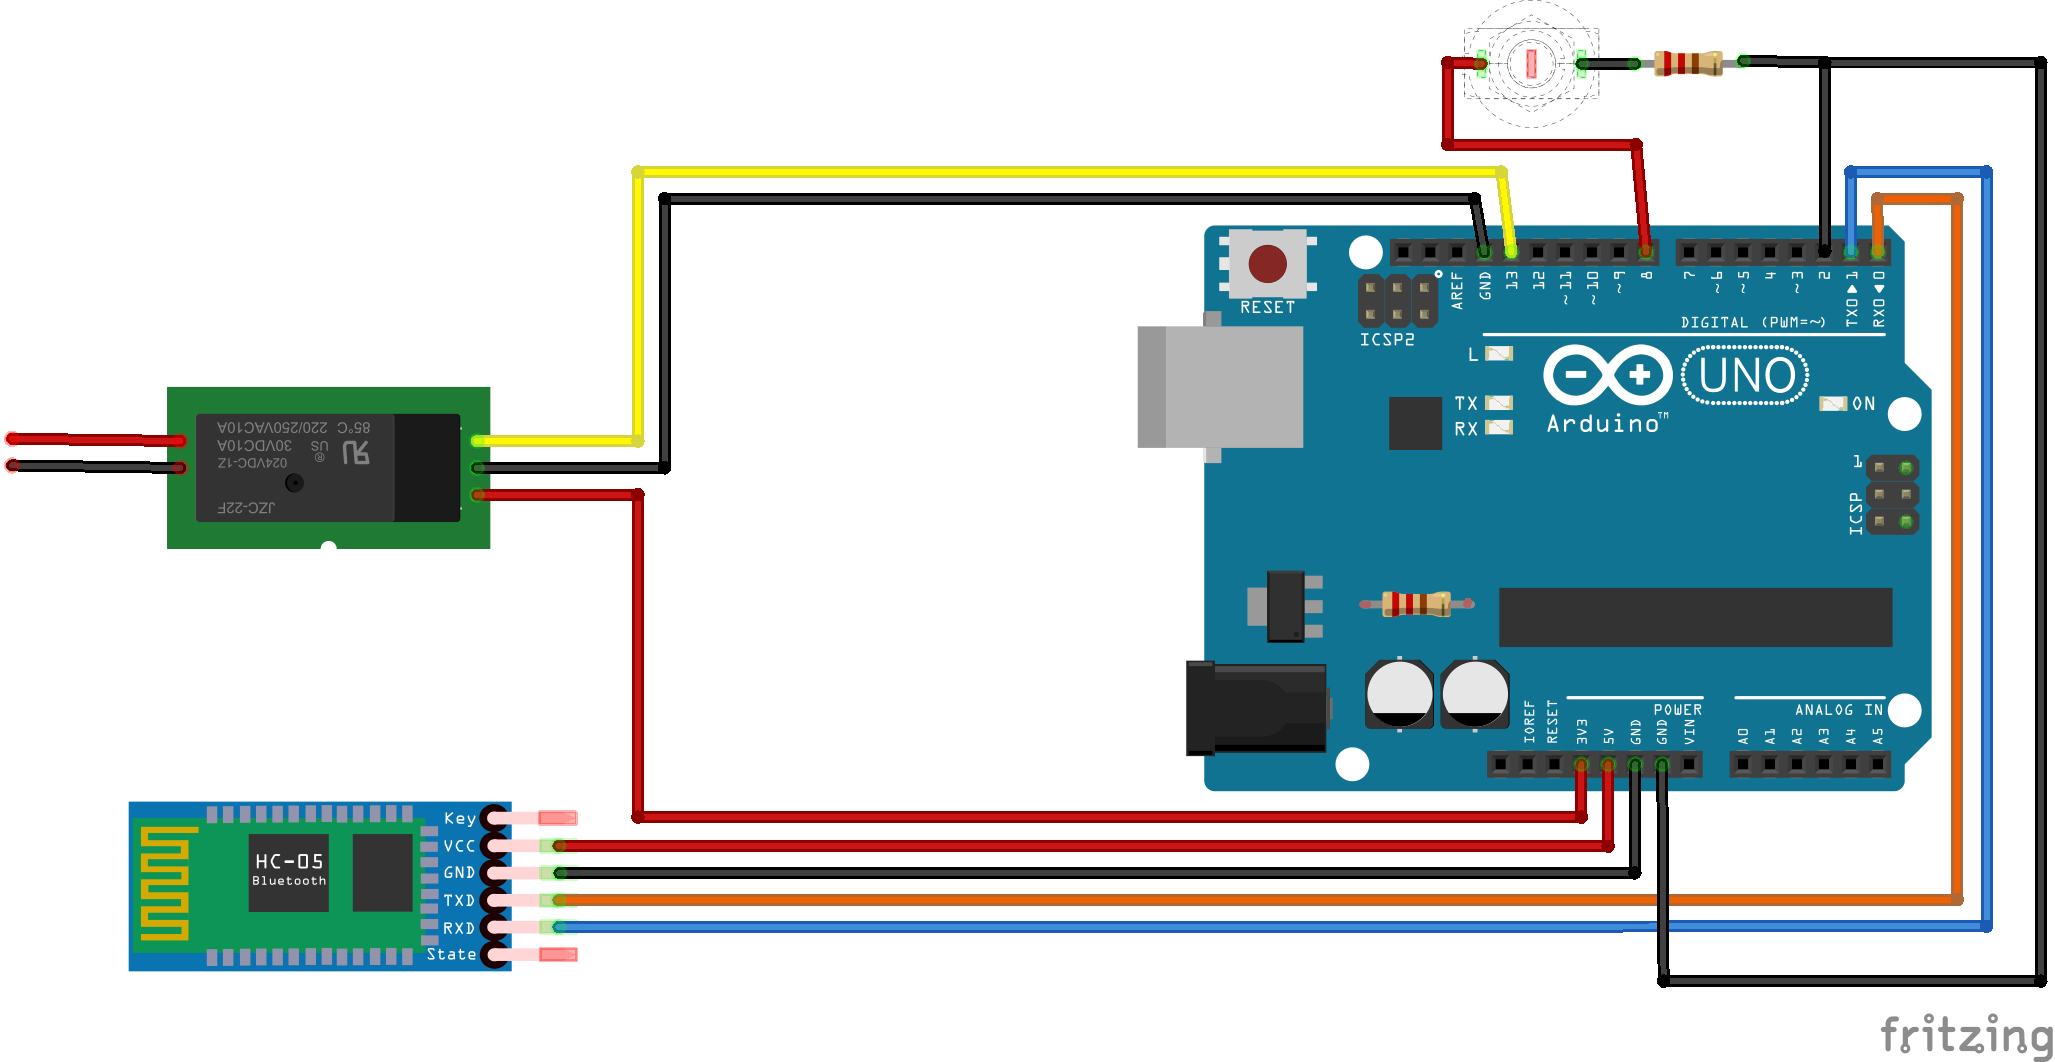 85°C 220/250VAC10A
US 30VDC10A
® 024VDC-1Z
JZC-22F
RESET
ICSP2
AREF
GND
13
12
~11
~10
~9
8
7
~6
~5
4
~3
2
TX0▶1
RX0◀0
DIGITAL (PWM=~)
L
TX
RX
Arduino™
UNO
ON
1
ICSP
IOREF
RESET
3V3
5V
GND
GND
VIN
POWER
A0
A1
A2
A3
A4
A5
ANALOG IN
HC-05
Bluetooth
Key
VCC
GND
TXD
RXD
State
fritzing